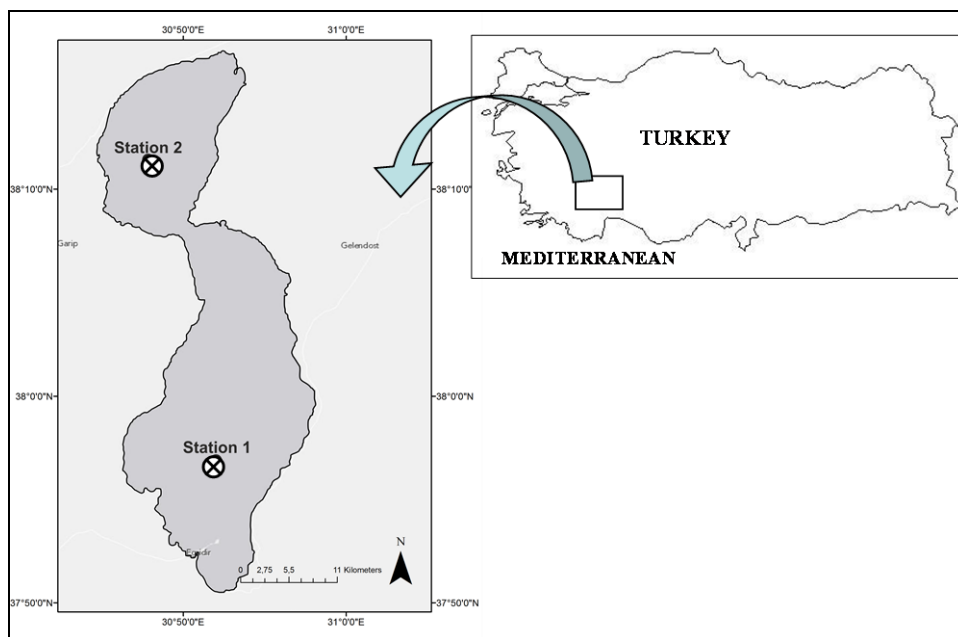 30°50'0"E
31°0'0"E
Station 2
TURKEY
38°10'0"N
38°10'0"N
Garip
Gelendost
MEDITERRANEAN
38°0'0"N
38°0'0"N
Station 1
N
0 2,75 5,5 11 Kilometers
37°50'0"N
37°50'0"N
30°50'0"E
31°0'0"E